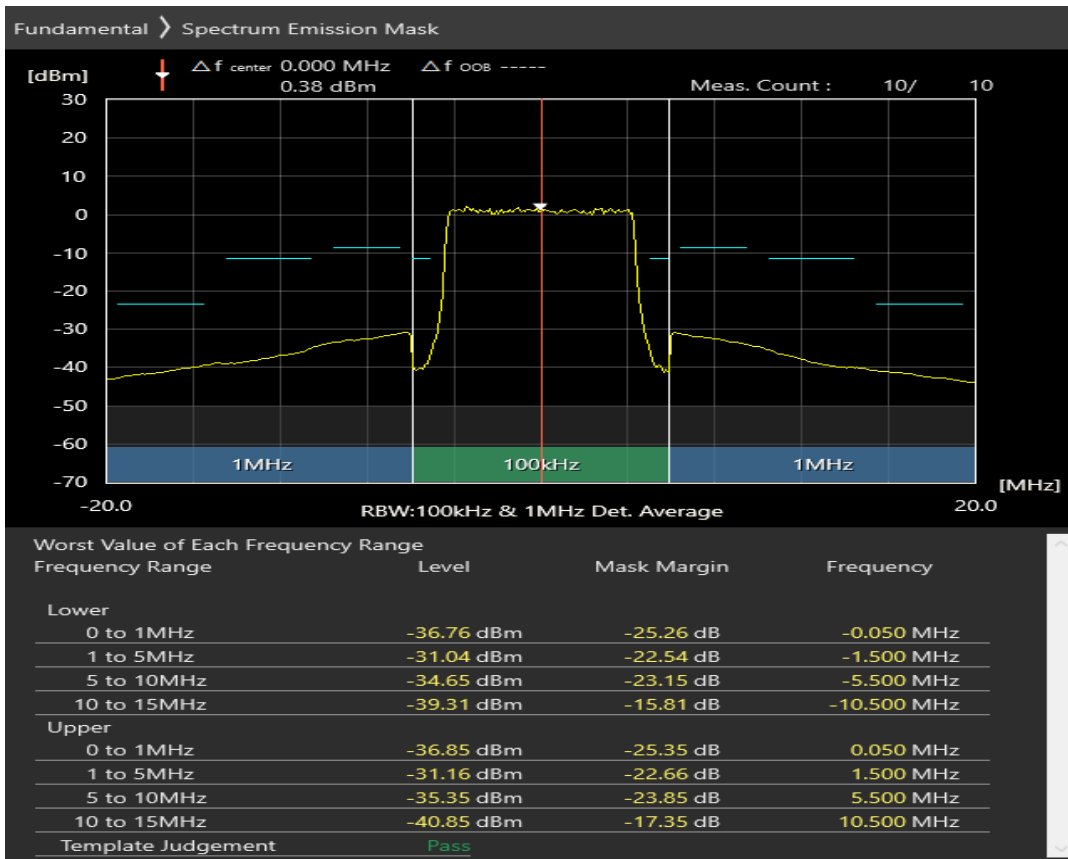 Fundamental ❯ Spectrum Emission Mask
[dBm] △f center 0.000 MHz △f OOB -----
0.38 dBm Meas. Count : 10/ 10
30
20
10
0
-10
-20
-30
-40
-50
-60
1MHz 100kHz 1MHz
-70
[MHz]
-20.0 RBW:100kHz & 1MHz Det. Average 20.0
Worst Value of Each Frequency Range
Frequency Range Level Mask Margin Frequency
Lower
0 to 1MHz -36.76 dBm -25.26 dB -0.050 MHz
1 to 5MHz -31.04 dBm -22.54 dB -1.500 MHz
5 to 10MHz -34.65 dBm -23.15 dB -5.500 MHz
10 to 15MHz -39.31 dBm -15.81 dB -10.500 MHz
Upper
0 to 1MHz -36.85 dBm -25.35 dB 0.050 MHz
1 to 5MHz -31.16 dBm -22.66 dB 1.500 MHz
5 to 10MHz -35.35 dBm -23.85 dB 5.500 MHz
10 to 15MHz -40.85 dBm -17.35 dB 10.500 MHz
Template Judgement Pass